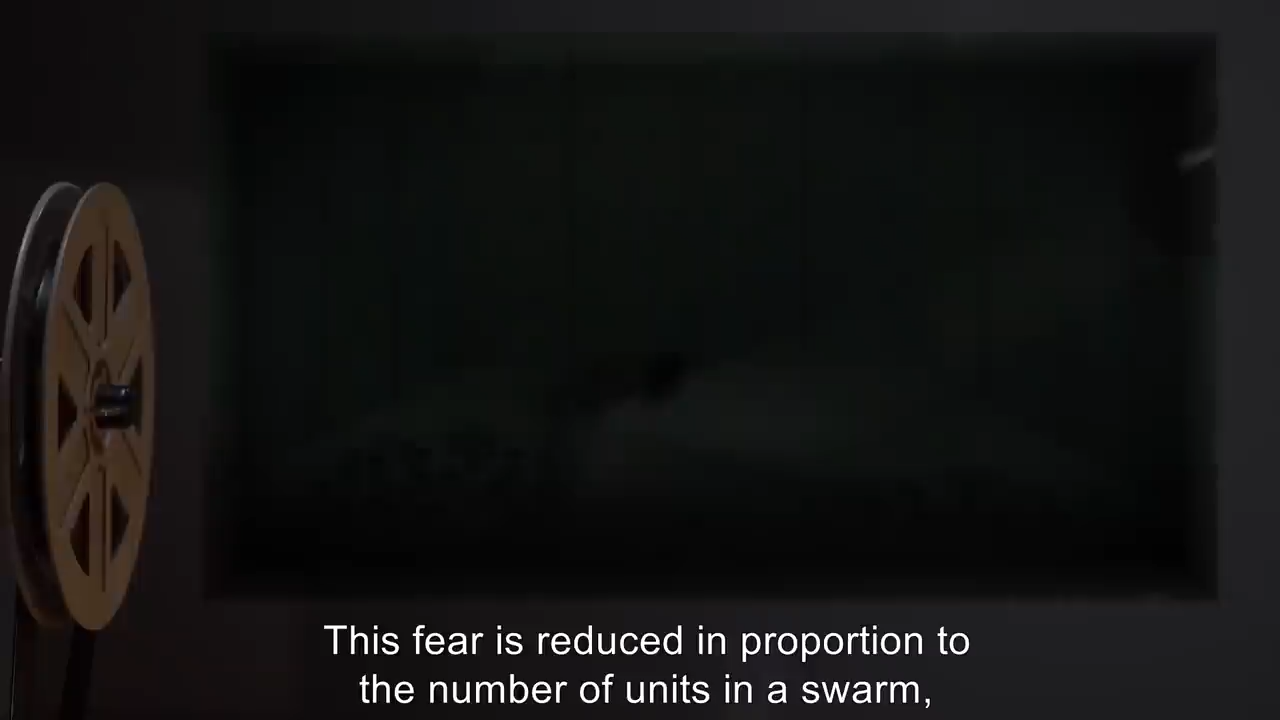 This fear is reduced in proportion to
the number of units in a swarm,